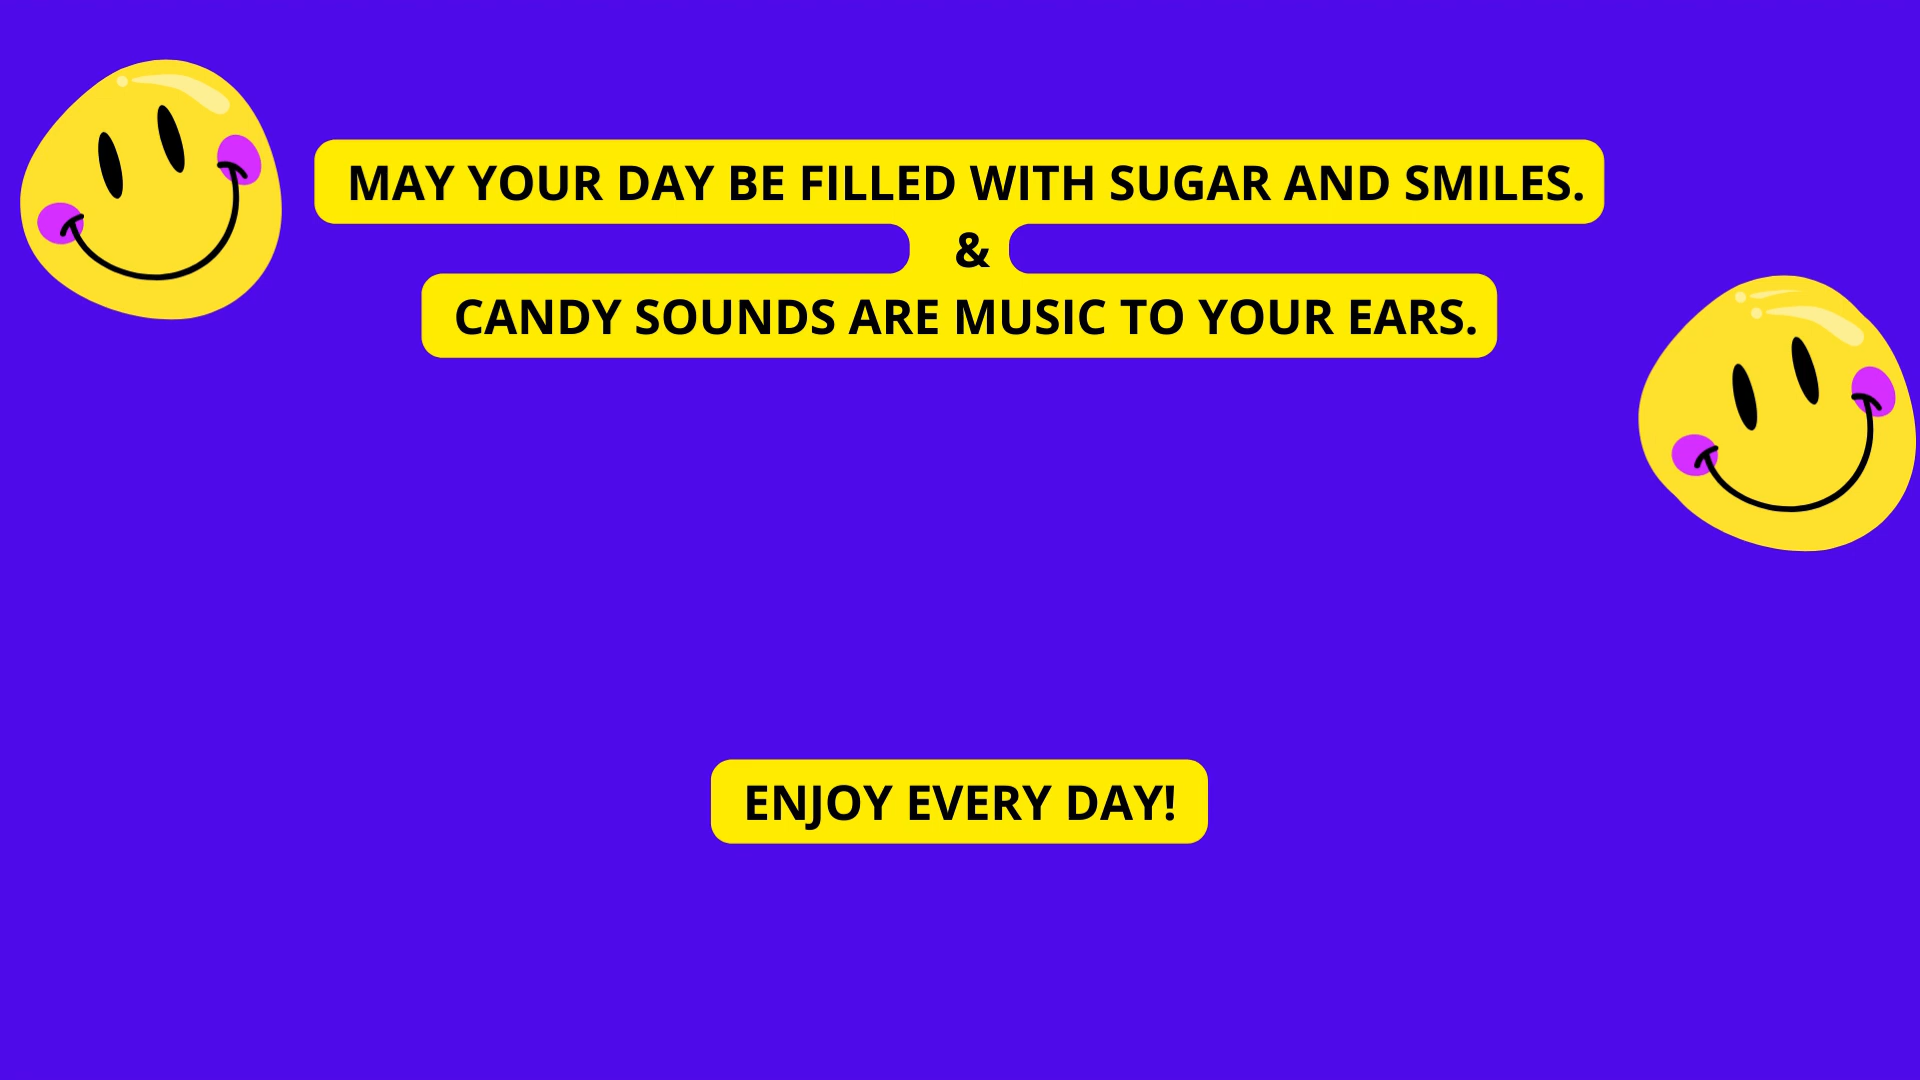 MAY YOUR DAY BE FILLED WITH SUGAR AND SMILES.
&
CANDY SOUNDS ARE MUSIC TO YOUR EARS.
ENJOY EVERY DAY!